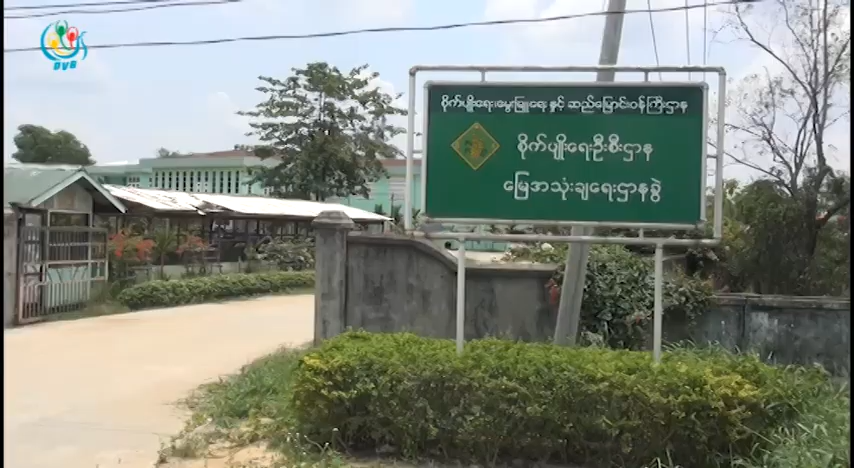 DVB
စိုက်ပျိုးရေး၊မွေးမြူရေး နှင့် ဆည်မြောင်းဝန်ကြီးဌာန
စိုက်ပျိုးရေးဦးစီးဌာန
မြေအသုံးချရေးဌာနခွဲ